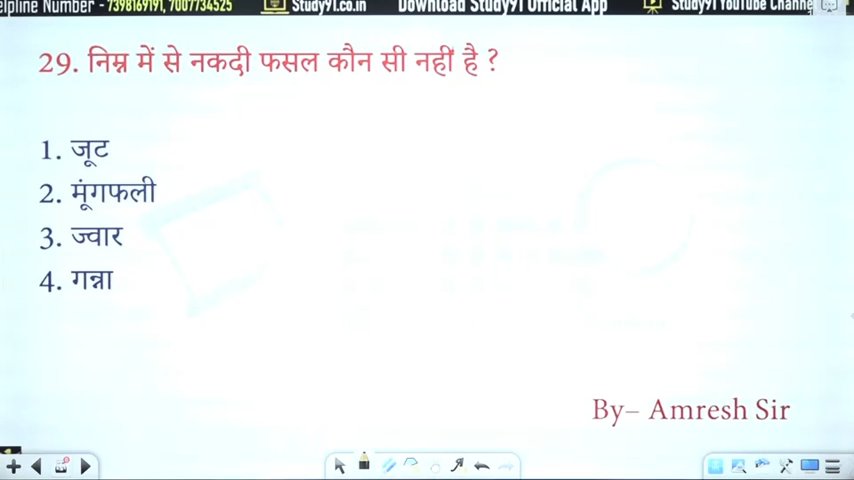 elpline Number - 7398169191, 7007734525 Study91.co.in Download Study91 Official App Study91 YouTube Channe
29. निम्न में से नकदी फसल कौन सी नहीं है ?
1. जूट
2. मूंगफली
3. ज्वार
4. गन्ना
By– Amresh Sir